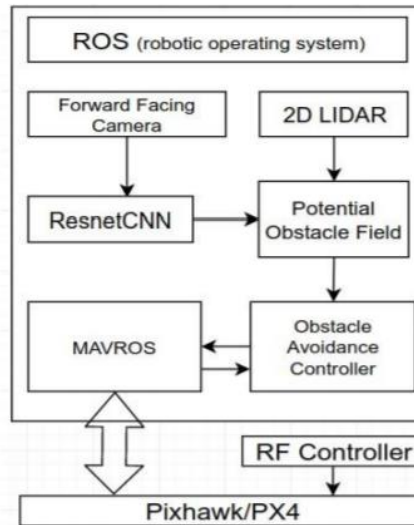 ROS (robotic operating system)
Forward Facing
Camera
2D LIDAR
ResnetCNN
Potential
Obstacle Field
MAVROS
Obstacle
Avoidance
Controller
RF Controller
Pixhawk/PX4